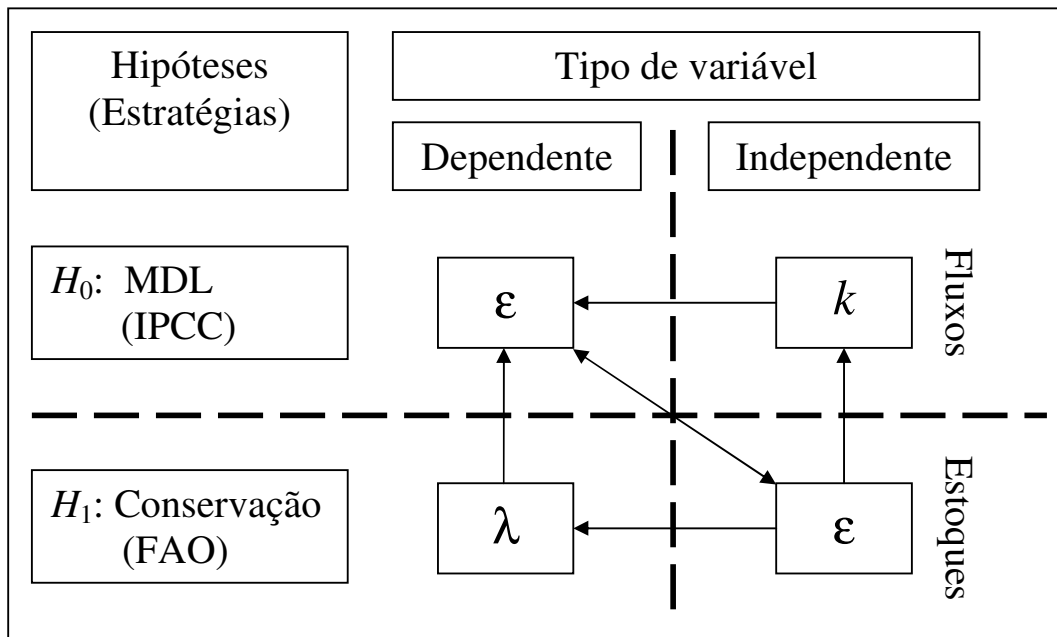 Hipóteses
(Estratégias)
Tipo de variável
Dependente
Independente
H₀: MDL
(IPCC)
ε
k
Fluxos
H₁: Conservação
(FAO)
λ
ε
Estoques